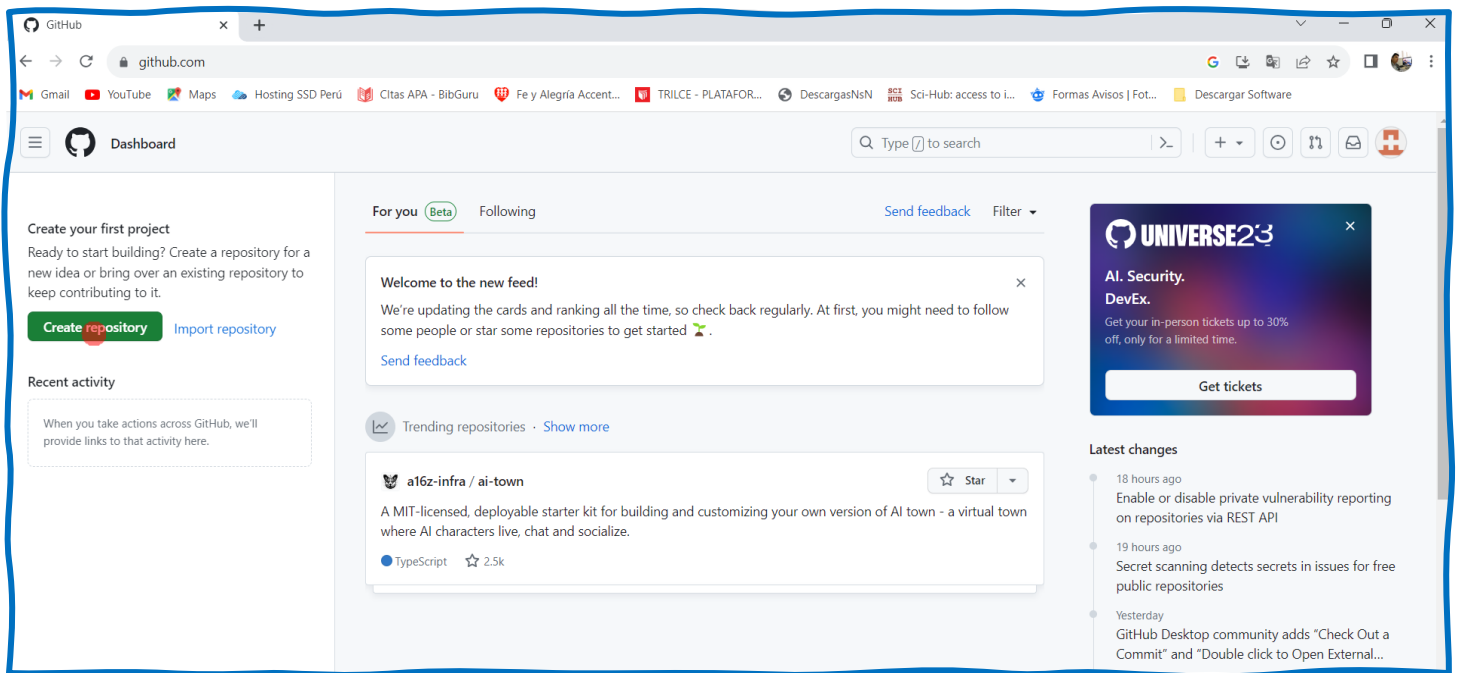 GitHub
github.com
Gmail YouTube Maps Hosting SSD Perú CItas APA - BibGuru Fe y Alegría Accent... TRILCE - PLATAFOR... DescargasNsN Sci-Hub: access to i... Formas Avisos | Fot... Descargar Software
Dashboard
Type / to search
Create your first project
Ready to start building? Create a repository for a
new idea or bring over an existing repository to
keep contributing to it.
Create repository Import repository
Recent activity
When you take actions across GitHub, we'll
provide links to that activity here.
For you Beta Following Send feedback Filter
Welcome to the new feed!
We're updating the cards and ranking all the time, so check back regularly. At first, you might need to follow
some people or star some repositories to get started 🌱 .
Send feedback
Trending repositories · Show more
a16z-infra / ai-town Star
A MIT-licensed, deployable starter kit for building and customizing your own version of AI town - a virtual town
where AI characters live, chat and socialize.
TypeScript 2.5k
UNIVERSE23
AI. Security.
DevEx.
Get your in-person tickets up to 30%
off, only for a limited time.
Get tickets
Latest changes
18 hours ago
Enable or disable private vulnerability reporting
on repositories via REST API
19 hours ago
Secret scanning detects secrets in issues for free
public repositories
Yesterday
GitHub Desktop community adds "Check Out a
Commit" and "Double click to Open External...